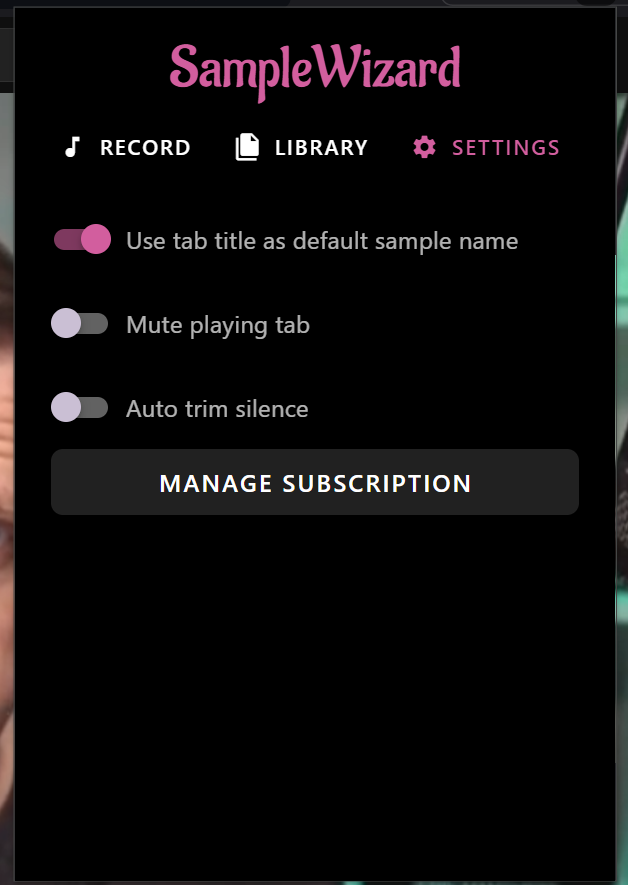 SampleWizard
RECORD LIBRARY SETTINGS
Use tab title as default sample name
Mute playing tab
Auto trim silence
MANAGE SUBSCRIPTION